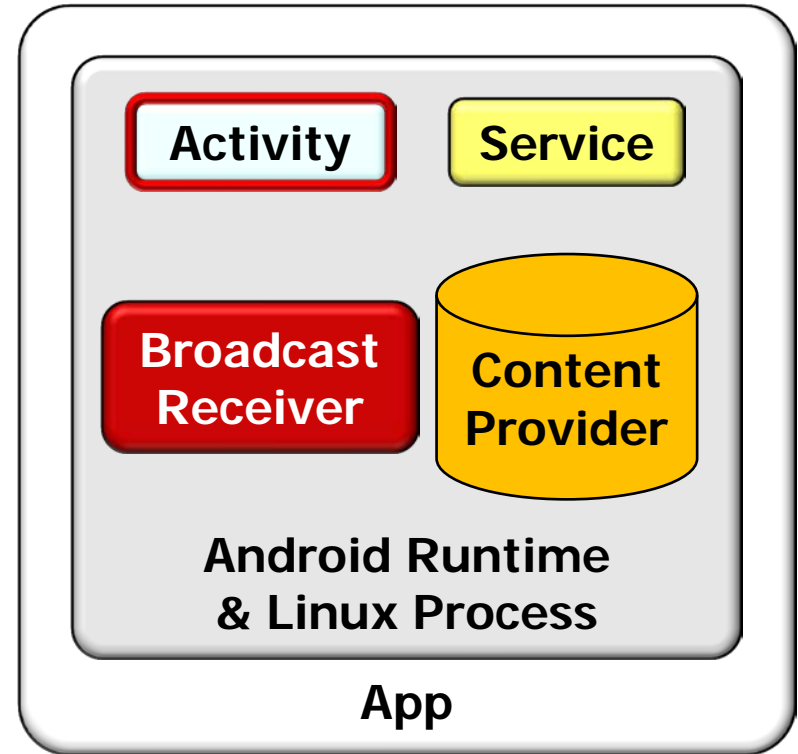 Activity
Service
Broadcast
Receiver
Content
Provider
Android Runtime
& Linux Process
App